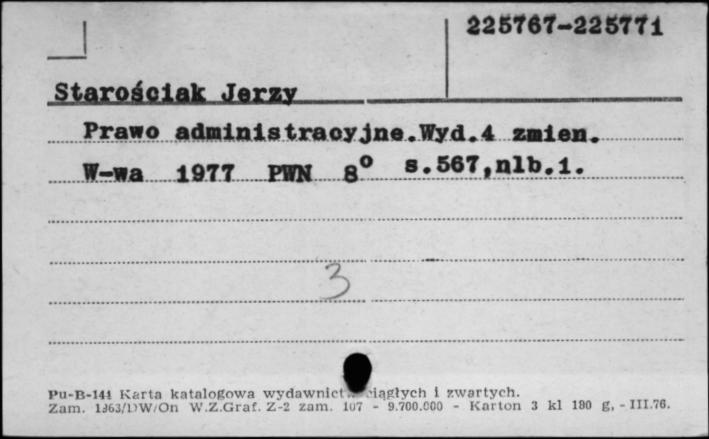 225767-225771
Starościak Jerzy
Prawo administracyjne.Wyd.4 zmien.
W-wa 1977 PWN 8° s.567,nlb.1.
3
Pu-B-144 Karta katalogowa wydawnict ciągłych i zwartych.
Zam. 1363/DW/On W.Z.Graf. Z-2 zam. 107 - 9.700.000 - Karton 3 kl 180 g, - III.76.